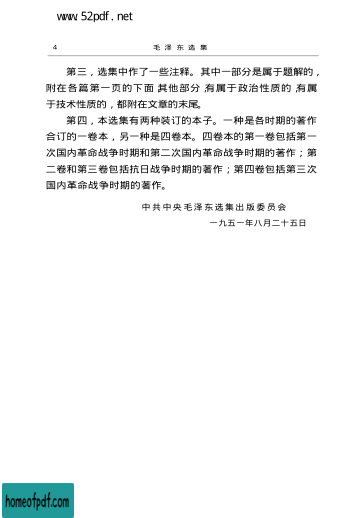 www.52pdf.net
4 毛泽东选集
第三，选集中作了一些注释。其中一部分是属于题解的，
附在各篇第一页的下面；其他部分，有属于政治性质的，有属
于技术性质的，都附在文章的末尾。
第四，本选集有两种装订的本子。一种是各时期的著作
合订的一卷本，另一种是四卷本。四卷本的第一卷包括第一
次国内革命战争时期和第二次国内革命战争时期的著作；第
二卷和第三卷包括抗日战争时期的著作；第四卷包括第三次
国内革命战争时期的著作。
中共中央毛泽东选集出版委员会
一九五一年八月二十五日
homeofpdf.com